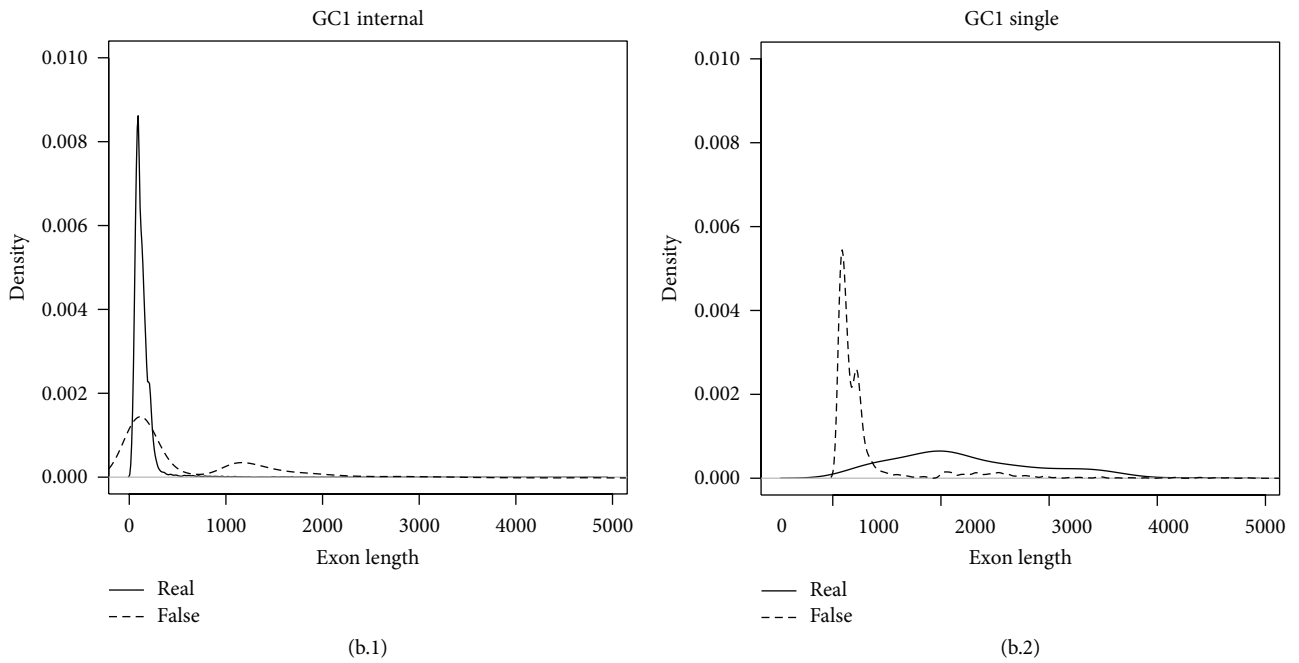 GC1 internal
0.010
0.008
0.006
0.004
0.002
0.000
Density
0 1000 2000 3000 4000 5000
Exon length
Real
False
(b.1)
GC1 single
0.010
0.008
0.006
0.004
0.002
0.000
Density
0 1000 2000 3000 4000 5000
Exon length
Real
False
(b.2)